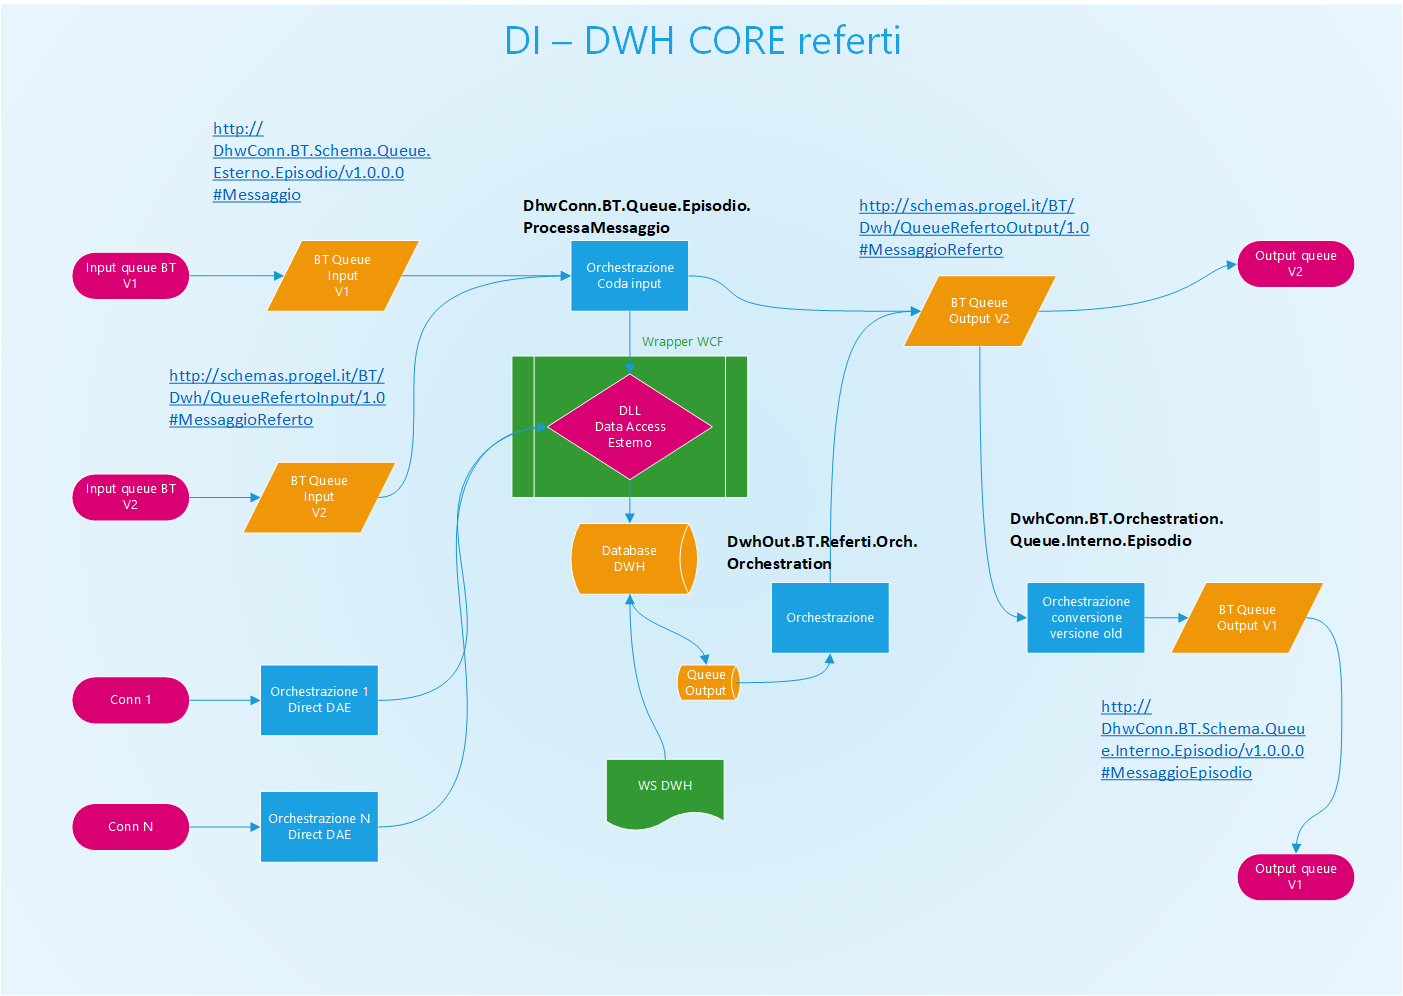 DI – DWH CORE referti
http://
DhwConn.BT.Schema.Queue.
Esterno.Episodio/v1.0.0.0
#Messaggio
DhwConn.BT.Queue.Episodio.
ProcessaMessaggio
http://schemas.progel.it/BT/
Dwh/QueueRefertoOutput/1.0
#MessaggioReferto
Input queue BT
V1
BT Queue
Input
V1
Orchestrazione
Coda input
Output queue
V2
BT Queue
Output V2
Wrapper WCF
http://schemas.progel.it/BT/
Dwh/QueueRefertoInput/1.0
#MessaggioReferto
DLL
Data Access
Esterno
Input queue BT
V2
BT Queue
Input
V2
Database
DWH
DwhOut.BT.Referti.Orch.
Orchestration
DwhConn.BT.Orchestration.
Queue.Interno.Episodio
Orchestrazione
Orchestrazione
conversione
versione old
BT Queue
Output V1
Queue
Output
Conn 1
Orchestrazione 1
Direct DAE
http://
DhwConn.BT.Schema.Queu
e.Interno.Episodio/v1.0.0.0
#MessaggioEpisodio
WS DWH
Conn N
Orchestrazione N
Direct DAE
Output queue
V1